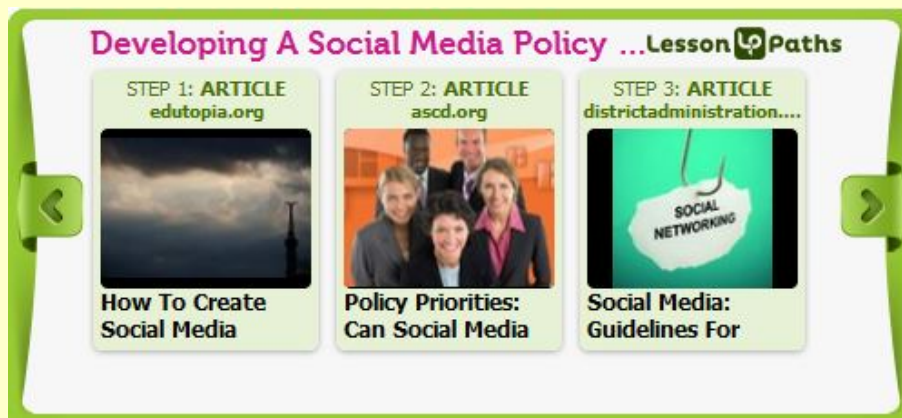 Developing A Social Media Policy ... Lesson LP Paths
STEP 1: ARTICLE
edutopia.org
How To Create
Social Media
STEP 2: ARTICLE
ascd.org
Policy Priorities:
Can Social Media
STEP 3: ARTICLE
districtadministration....
SOCIAL
NETWORKING
Social Media:
Guidelines For